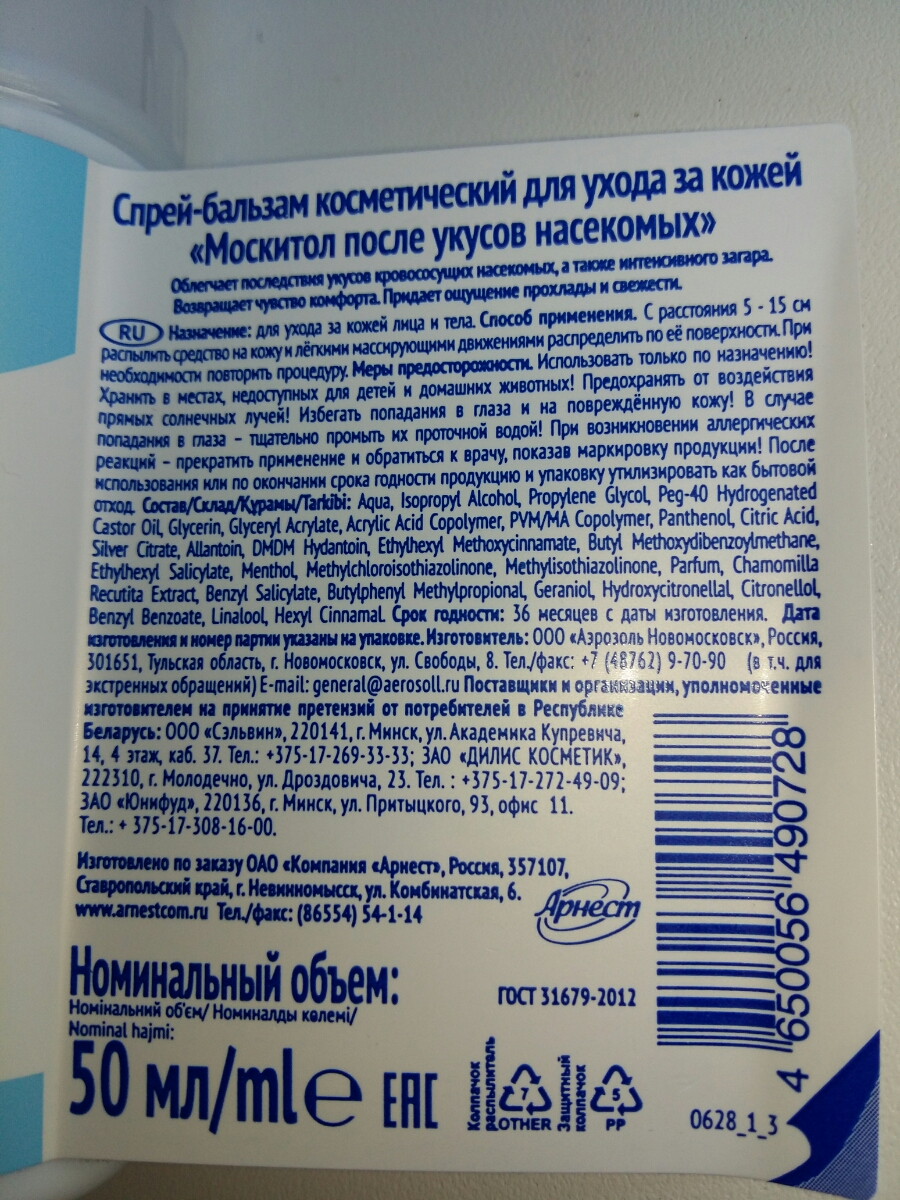 Спрей-бальзам косметический для ухода за кожей
«Москитол после укусов насекомых»
Облегчает последствия укусов кровососущих насекомых, а также интенсивного загара.
Возвращает чувство комфорта. Придает ощущение прохлады и свежести.
RU Назначение: для ухода за кожей лица и тела. Способ применения. С расстояния 5 - 15 см
распылить средство на кожу и лёгкими массирующими движениями распределить по её поверхности. При
необходимости повторить процедуру. Меры предосторожности. Использовать только по назначению!
Хранить в местах, недоступных для детей и домашних животных! Предохранять от воздействия
прямых солнечных лучей! Избегать попадания в глаза и на повреждённую кожу! В случае
попадания в глаза – тщательно промыть их проточной водой! При возникновении аллергических
реакций – прекратить применение и обратиться к врачу, показав маркировку продукции! После
использования или по окончании срока годности продукцию и упаковку утилизировать как бытовой
отход. Состав/Склад/Құрамы/Tarkibi: Aqua, Isopropyl Alcohol, Propylene Glycol, Peg-40 Hydrogenated
Castor Oil, Glycerin, Glyceryl Acrylate, Acrylic Acid Copolymer, PVM/MA Copolymer, Panthenol, Citric Acid,
Silver Citrate, Allantoin, DMDM Hydantoin, Ethylhexyl Methoxycinnamate, Butyl Methoxydibenzoylmethane,
Ethylhexyl Salicylate, Menthol, Methylchloroisothiazolinone, Methylisothiazolinone, Parfum, Chamomilla
Recutita Extract, Benzyl Salicylate, Butylphenyl Methylpropional, Geraniol, Hydroxycitronellal, Citronellol,
Benzyl Benzoate, Linalool, Hexyl Cinnamal. Срок годности: 36 месяцев с даты изготовления. Дата
изготовления и номер партии указаны на упаковке. Изготовитель: ООО «Аэрозоль Новомосковск», Россия,
301651, Тульская область, г. Новомосковск, ул. Свободы, 8. Тел./факс: +7 (48762) 9-70-90 (в т.ч. для
экстренных обращений) E-mail: general@aerosoll.ru Поставщики и организации, уполномоченные
изготовителем на принятие претензий от потребителей в Республике
Беларусь: ООО «Сэльвин», 220141, г. Минск, ул. Академика Купревича,
14, 4 этаж, каб. 37. Тел.: +375-17-269-33-33; ЗАО «ДИЛИС КОСМЕТИК»,
222310, г. Молодечно, ул. Дроздовича, 23. Тел. : +375-17-272-49-09;
ЗАО «Юнифуд», 220136, г. Минск, ул. Притыцкого, 93, офис 11.
Тел.: + 375-17-308-16-00.
Изготовлено по заказу ОАО «Компания «Арнест», Россия, 357107,
Ставропольский край, г. Невинномысск, ул. Комбинатская, 6.
www.arnestcom.ru Тел./факс: (86554) 54-1-14
Арнест
Номинальный объем:
Номінальний об'єм/ Номиналды көлемі/
Nominal hajmi:
50 мл/ml e EAC
ГОСТ 31679-2012
Колпачок
распылитель
7
OTHER
Защитный
колпачок
5
PP
4 650056 490728
0628_1_3